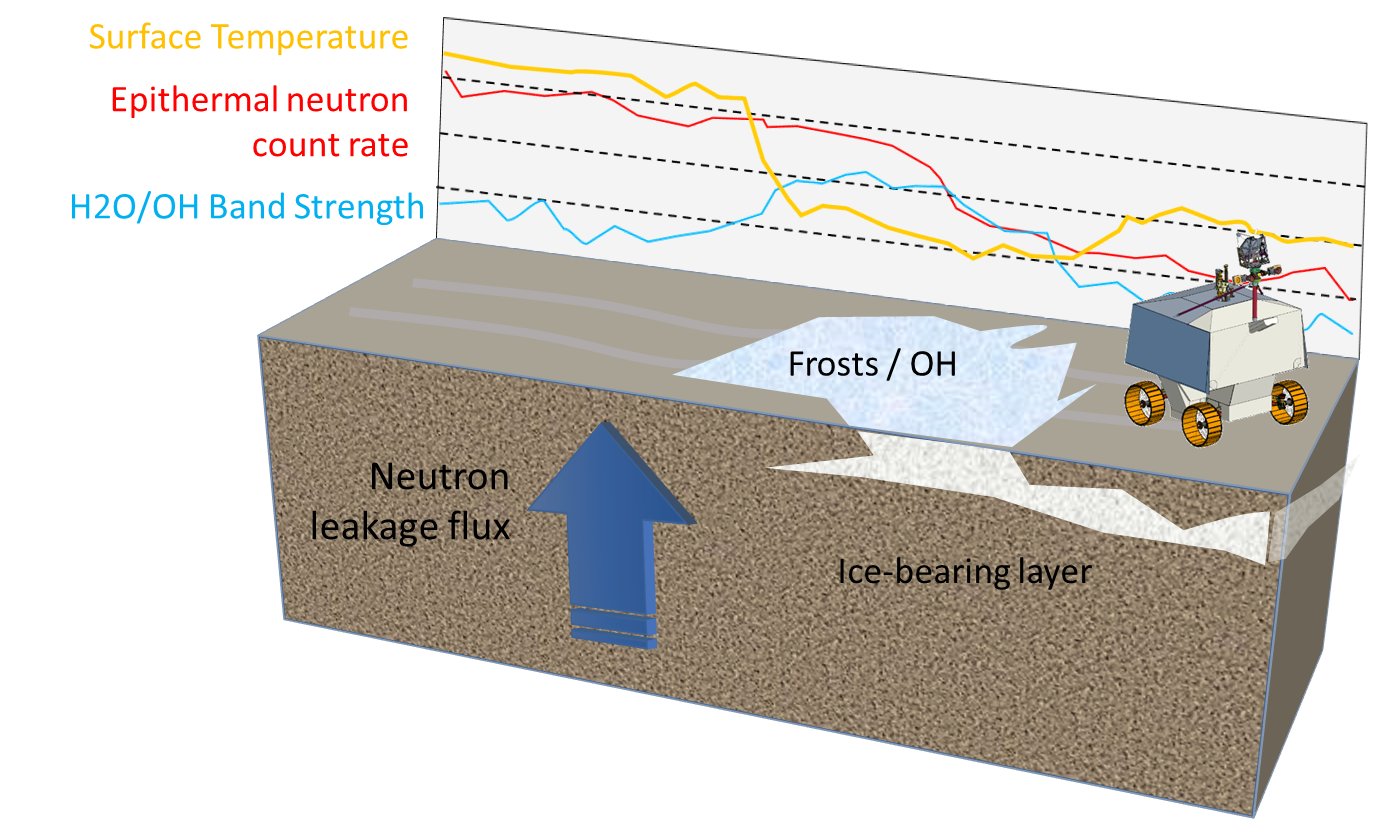 Surface Temperature
Epithermal neutron
count rate
H2O/OH Band Strength
Frosts / OH
Neutron
leakage flux
Ice-bearing layer